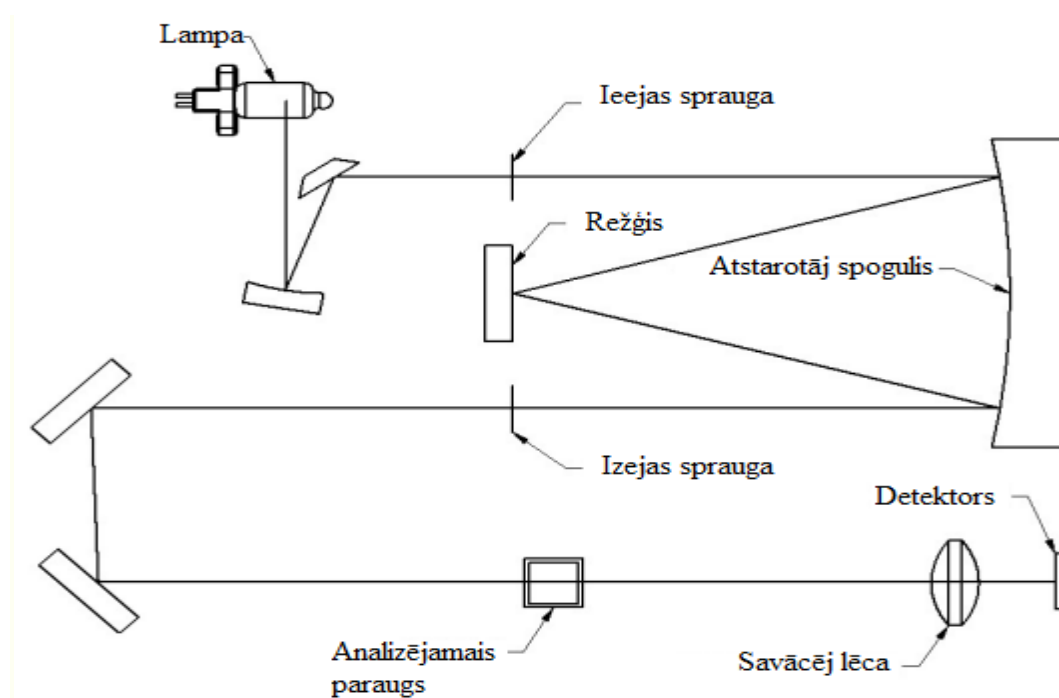 Lampa
Ieejas sprauga
Režģis
Atstarotāj spogulis
Izejas sprauga
Detektors
Analizējamais
paraugs
Savācēj lēca